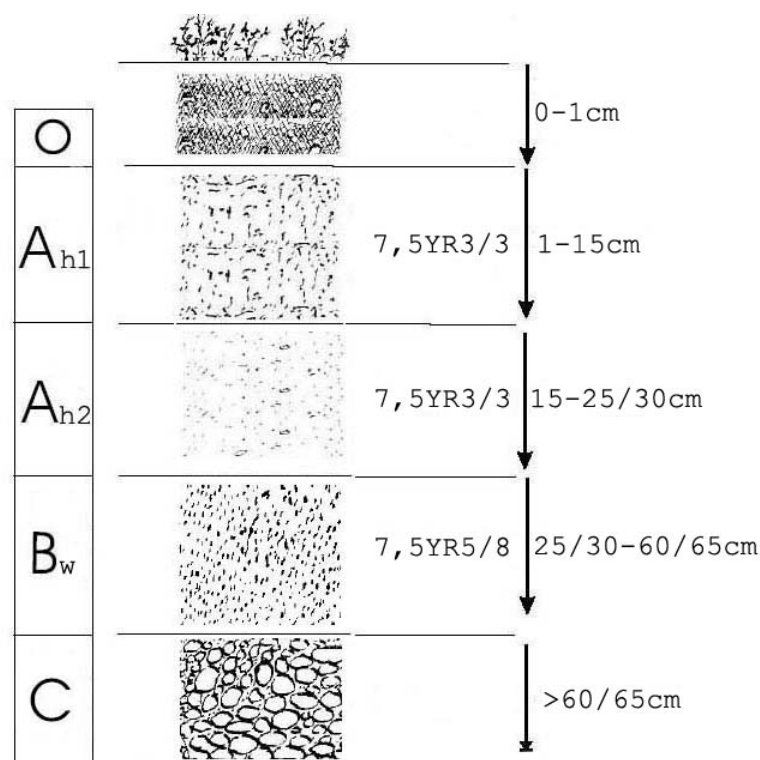 O
0-1cm
Ah1
7,5YR3/3
1-15cm
Ah2
7,5YR3/3
15-25/30cm
Bw
7,5YR5/8
25/30-60/65cm
C
>60/65cm